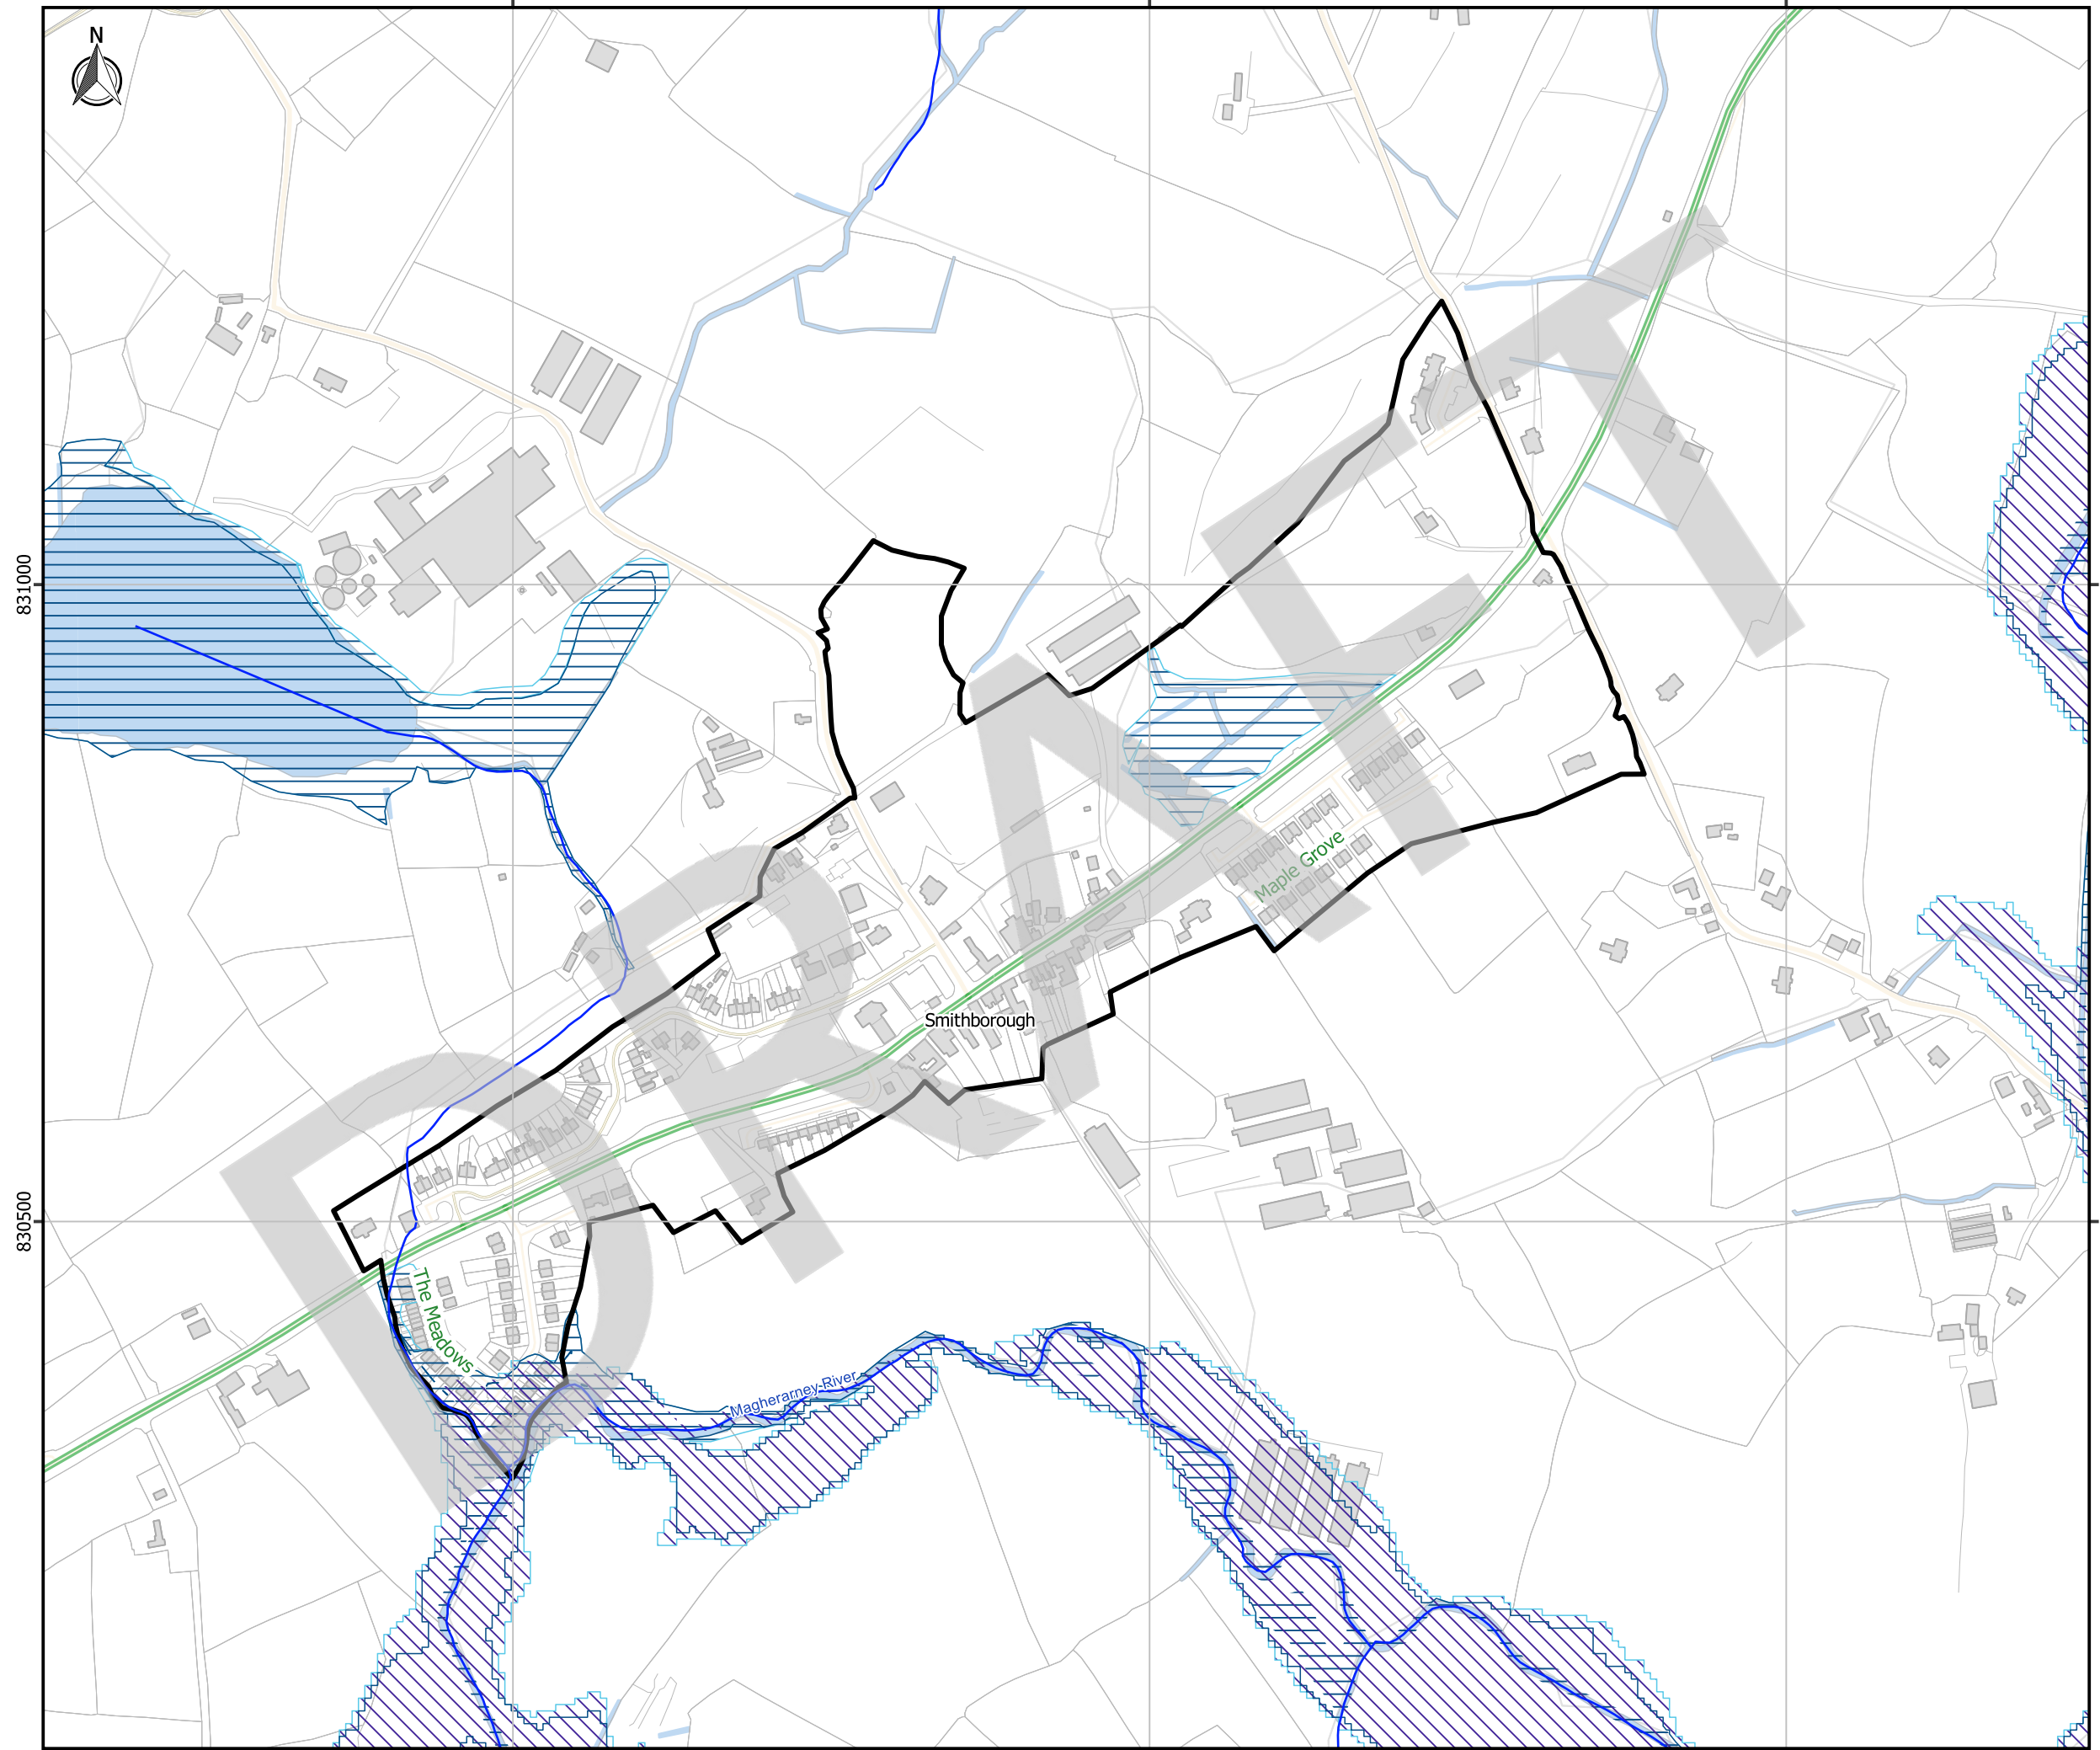 N
831000
Maple Grove
Smithborough
830500
The Meadows
Magherarney River
DRAFT